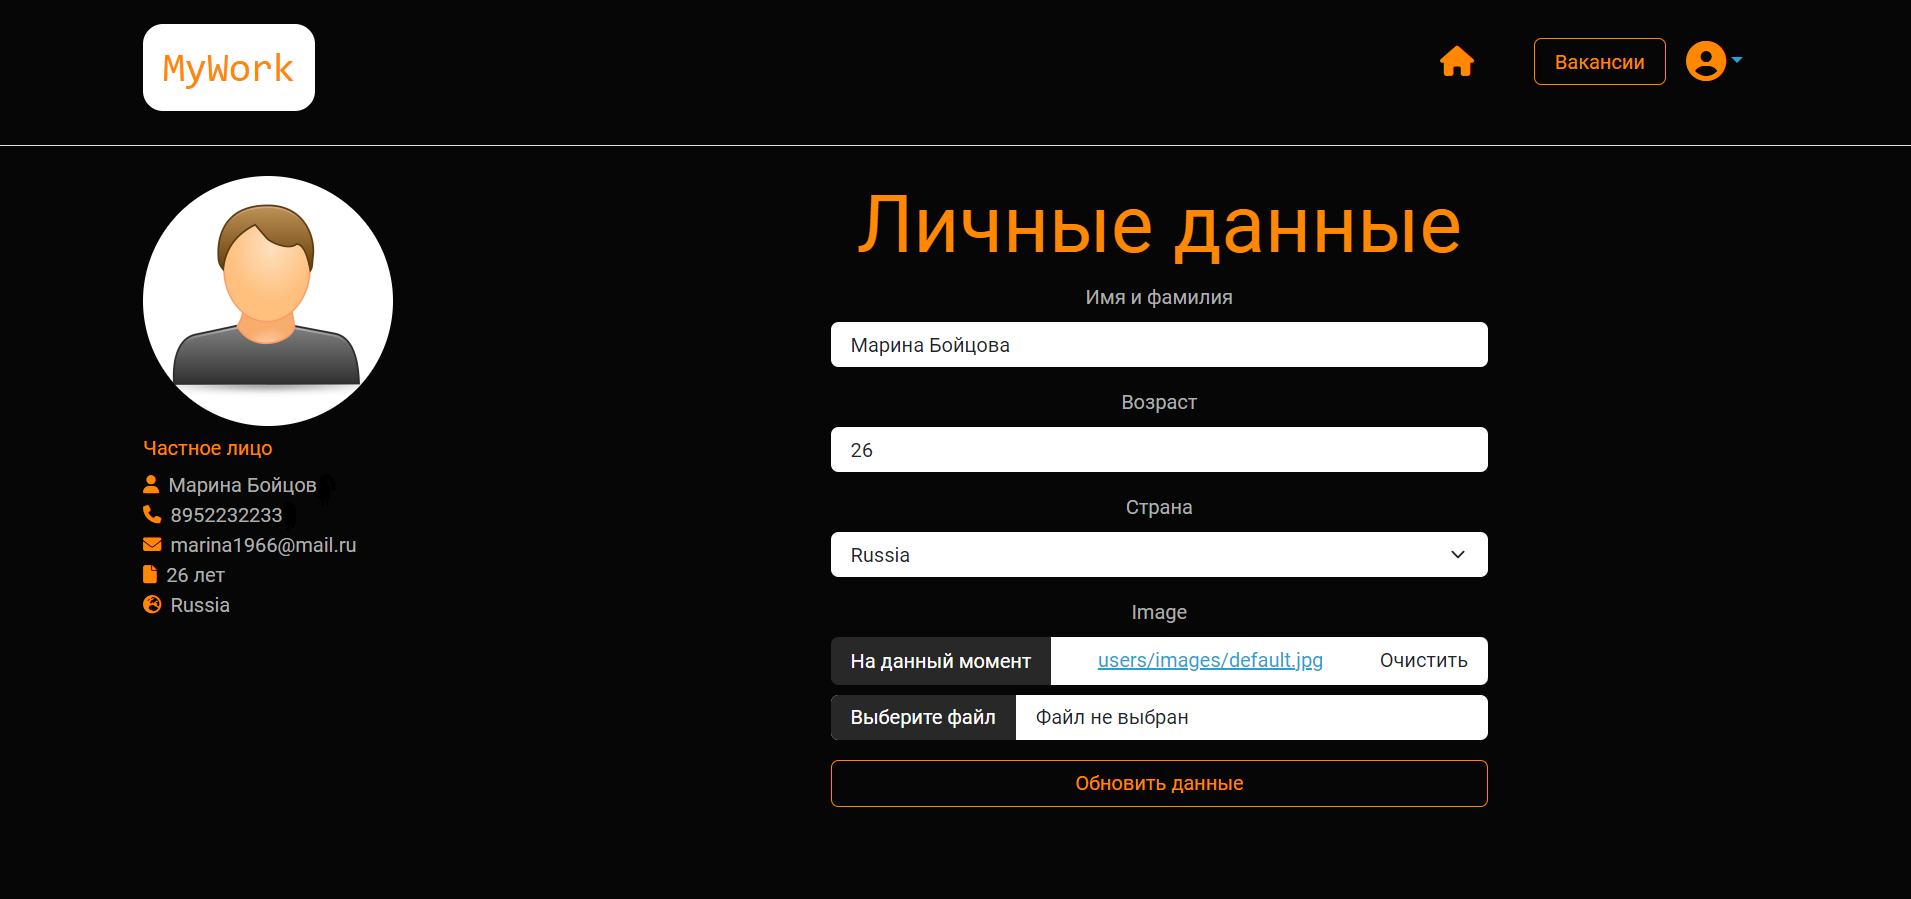 MyWork
Вакансии
Частное лицо
Марина Бойцов
8952232233
marina1966@mail.ru
26 лет
Russia
Личные данные
Имя и фамилия
Марина Бойцова
Возраст
26
Страна
Russia
Image
На данный момент users/images/default.jpg Очистить
Выберите файл Файл не выбран
Обновить данные